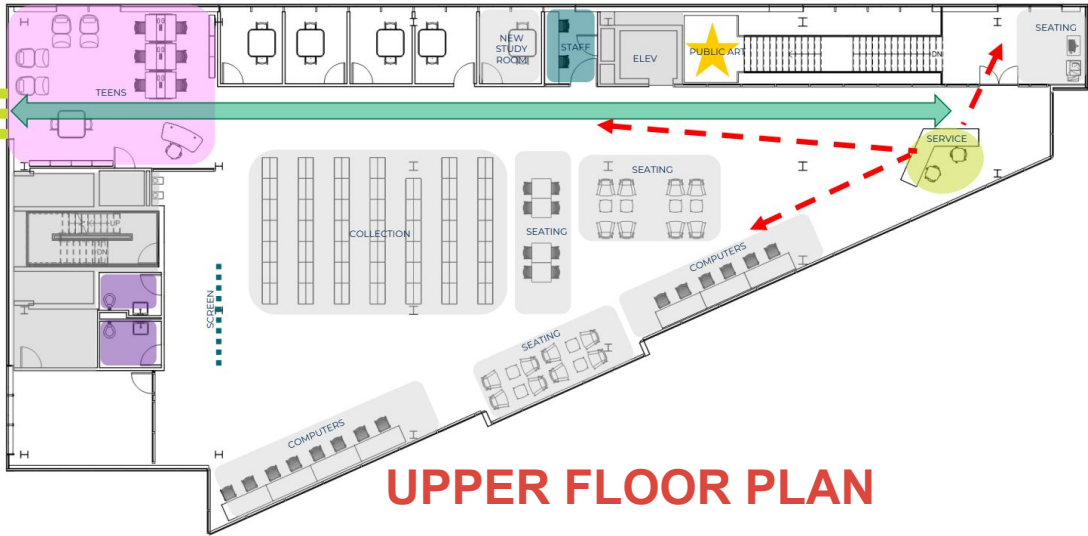 SEATING
NEW
STUDY
ROOM
STAFF
ELEV
PUBLIC ART
DN
TEENS
SERVICE
SEATING
UP
DN
COLLECTION
SEATING
COMPUTERS
SCREEN
SEATING
COMPUTERS
UPPER FLOOR PLAN